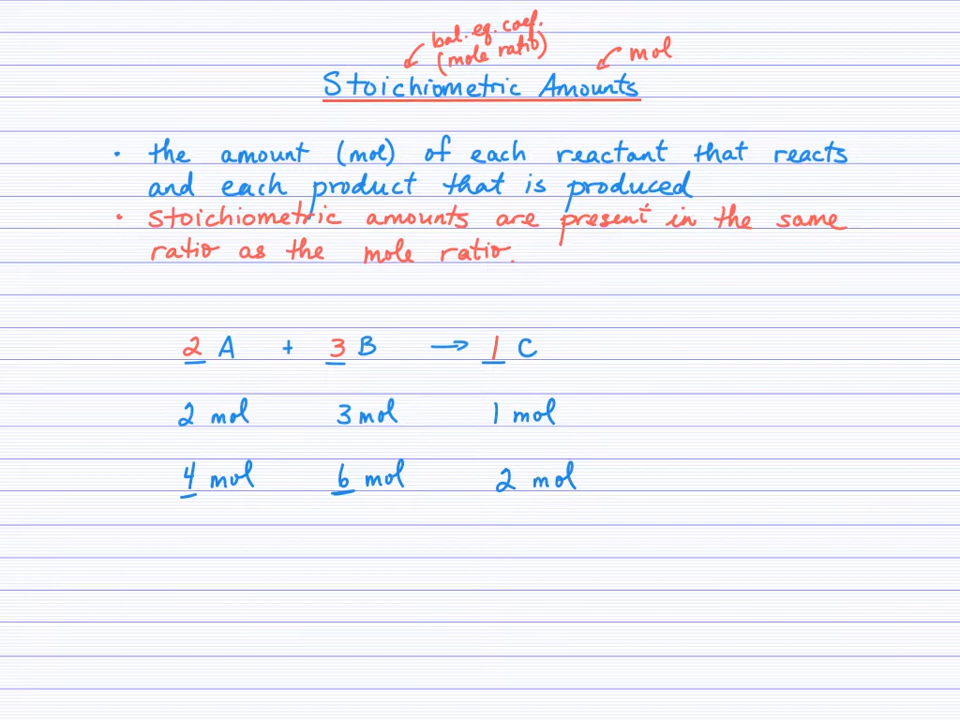 bal. eq. coef.
(mole ratio)
mol
Stoichiometric Amounts
• the amount (mol) of each reactant that reacts
and each product that is produced
• Stoichiometric amounts are present in the same
ratio as the mole ratio.
2 A + 3 B → 1 C
2 mol 3 mol 1 mol
4 mol 6 mol 2 mol